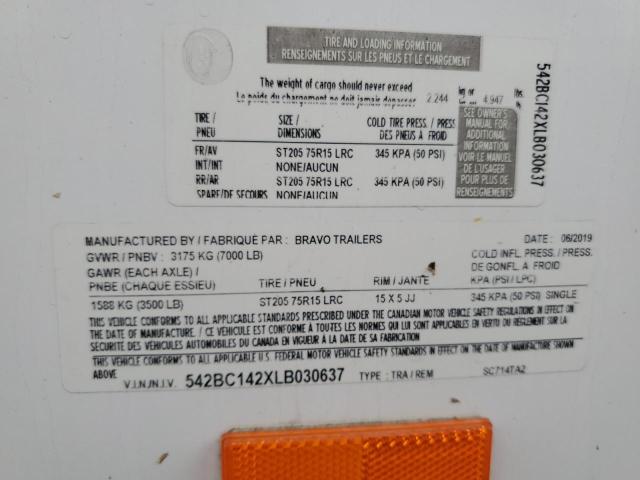 TIRE AND LOADING INFORMATION
RENSEIGNEMENTS SUR LES PNEUS ET LE CHARGEMENT
The weight of cargo should never exceed kg or lbs.
Le poids du chargement ne doit jamais depasser 2,244 4,947
TIRE / SIZE / COLD TIRE PRESS. / PRESS
PNEU DIMENSIONS DES PNEUS À FROID
FR/AV ST205 75R15 LRC 345 KPA (50 PSI)
INT/INT NONE/AUCUN
RR/AR ST205 75R15 LRC 345 KPA (50 PSI)
SPARE/DE SECOURS NONE/AUCUN
SEE OWNER'S
MANUAL FOR
ADDITIONAL
INFORMATION
VOIR LE MANUEL
DE L'USAGER
POUR PLUS DE
RENSEIGNEMENTS
542BC142XLB030637
MANUFACTURED BY / FABRIQUÉ PAR : BRAVO TRAILERS DATE : 06/2019
GVWR / PNBV : 3175 KG (7000 LB) COLD INFL. PRESS. / PRESS.
GAWR (EACH AXLE) / DE GONFL. À FROID
PNBE (CHAQUE ESSIEU) TIRE / PNEU RIM / JANTE KPA (PSI / LPC)
1588 KG (3500 LB) ST205 75R15 LRC 15 X 5 JJ 345 KPA (50 PSI) SINGLE
THIS VEHICLE CONFORMS TO ALL APPLICABLE STANDARDS PRESCRIBED UNDER THE CANADIAN MOTOR VEHICLE SAFETY REGULATIONS IN EFFECT ON
THE DATE OF MANUFACTURE. / CE VÉHICULE EST CONFORME À TOUTES LES NORMES QUI LUI SONT APPLICABLES EN VERTU DU RÈGLEMENT SUR LA
SÉCURITÉ DES VÉHICULES AUTOMOBILES DU CANADA EN VIGUEUR À LA DATE DE SA FABRICATION
THIS VEHICLE CONFORMS TO ALL APPLICABLE U.S. FEDERAL MOTOR VEHICLE SAFETY STANDARDS IN EFFECT ON THE DATE OF MANUFACTURE SHOWN
ABOVE
V.I.N./N.I.V. 542BC142XLB030637 TYPE : TRA / REM SC714TA2